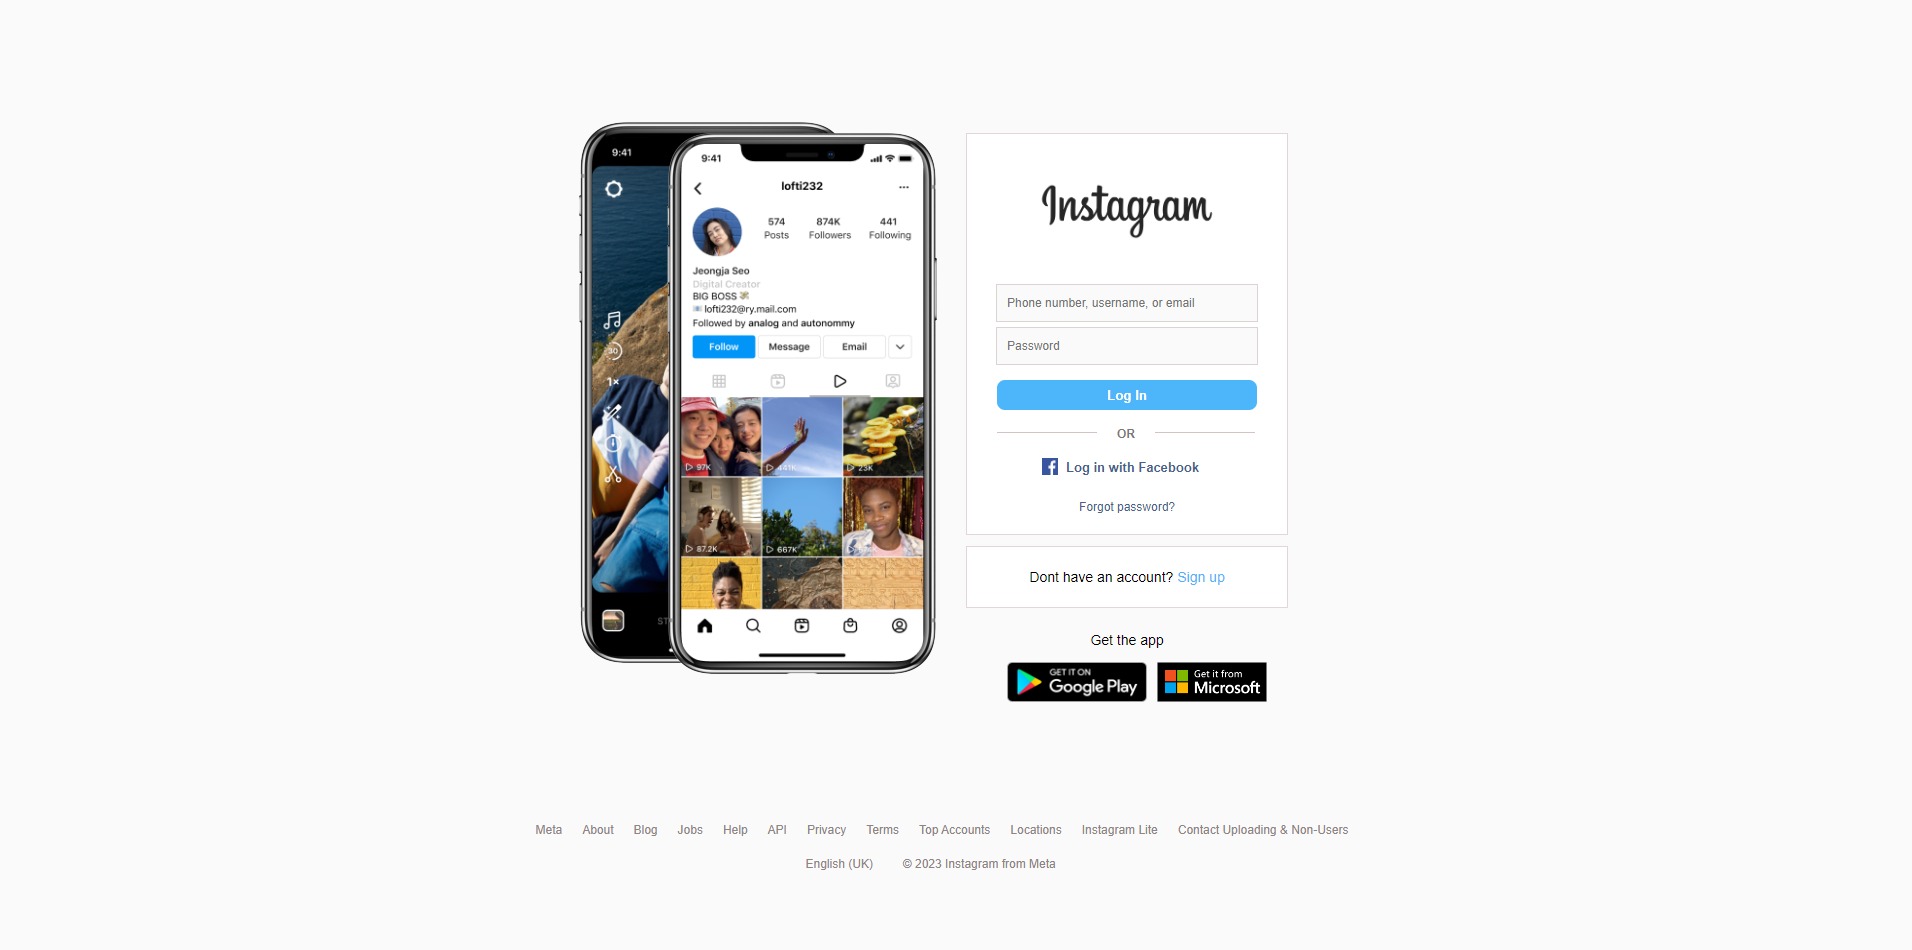 9:41
30
1×
9:41
lofti232
574
874K
441
Posts
Followers
Following
Jeongja Seo
Digital Creator
BIG BOSS
lofti232@ry.mail.com
Followed by analog and autonommy
Follow
Message
Email
97K
441K
23K
87.2K
667K
ST
Instagram
Phone number, username, or email
Password
Log In
OR
Log in with Facebook
Forgot password?
Dont have an account? Sign up
Get the app
GET IT ON
Google Play
Get it from
Microsoft
Meta About Blog Jobs Help API Privacy Terms Top Accounts Locations Instagram Lite Contact Uploading & Non-Users
English (UK) © 2023 Instagram from Meta